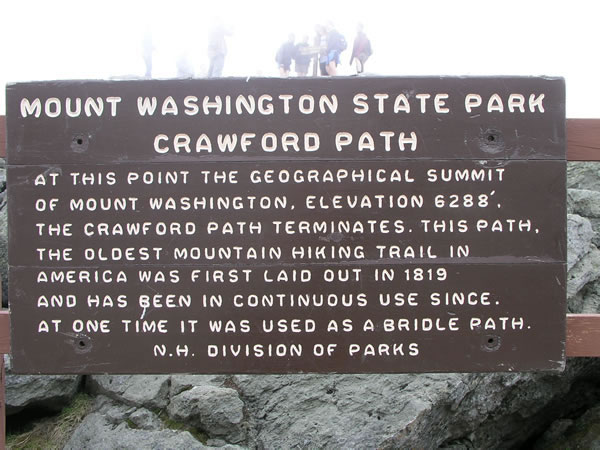 MOUNT WASHINGTON STATE PARK
CRAWFORD PATH
AT THIS POINT THE GEOGRAPHICAL SUMMIT
OF MOUNT WASHINGTON, ELEVATION 6288′,
THE CRAWFORD PATH TERMINATES. THIS PATH,
THE OLDEST MOUNTAIN HIKING TRAIL IN
AMERICA WAS FIRST LAID OUT IN 1819
AND HAS BEEN IN CONTINUOUS USE SINCE.
AT ONE TIME IT WAS USED AS A BRIDLE PATH.
N.H. DIVISION OF PARKS